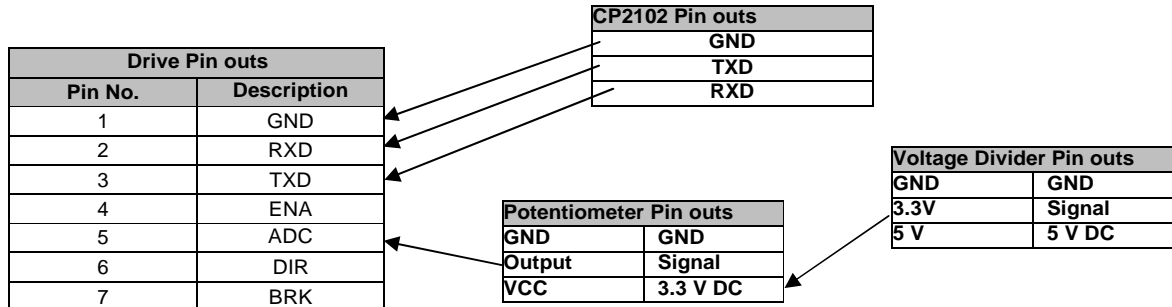 CP2102 Pin outs
GND
TXD
RXD
Drive Pin outs
Pin No. Description
1 GND
2 RXD
3 TXD
4 ENA
5 ADC
6 DIR
7 BRK
Potentiometer Pin outs
GND GND
Output Signal
VCC 3.3 V DC
Voltage Divider Pin outs
GND GND
3.3V Signal
5 V 5 V DC